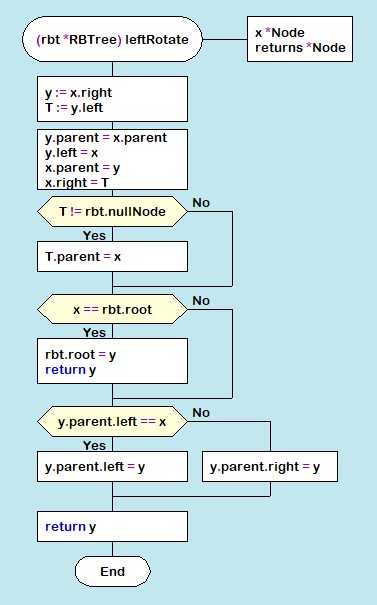 (rbt *RBTree) leftRotate
x *Node
returns *Node
y := x.right
T := y.left
y.parent = x.parent
y.left = x
x.parent = y
x.right = T
T != rbt.nullNode
No
Yes
T.parent = x
x == rbt.root
No
Yes
rbt.root = y
return y
y.parent.left == x
No
Yes
y.parent.left = y
y.parent.right = y
return y
End